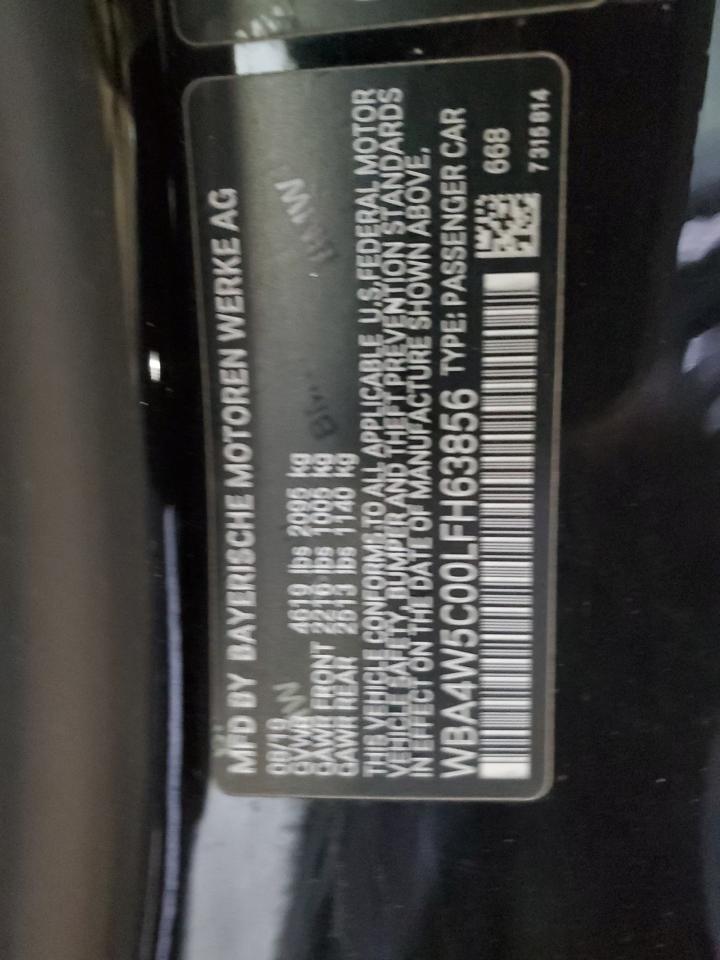 MFD BY BAYERISCHE MOTOREN WERKE AG
08/19
GVWR 4619 lbs 2095 kg
GAWR FRONT 2216 lbs 1005 kg
GAWR REAR 2513 lbs 1140 kg
THIS VEHICLE CONFORMS TO ALL APPLICABLE U.S.FEDERAL MOTOR
VEHICLE SAFETY, BUMPER AND THEFT PREVENTION STANDARDS
IN EFFECT ON THE DATE OF MANUFACTURE SHOWN ABOVE.
WBA4W5C00LFH63856 TYPE: PASSENGER CAR
668
7315814
BMW